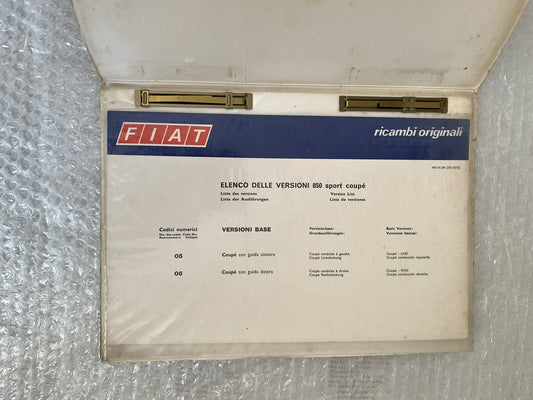 FIAT
ricambi originali
ELENCO DELLE VERSIONI 850 sport coupé
Liste des versions
Version List
Liste der Ausführungen
Lista de versiones
Codici numerici
VERSIONI BASE
Versions-base:
Grundausführungen:
Basic Versions:
Versiones básicas:
05
Coupé con guida sinistra
Coupé conduite à gauche
Coupé Linkslenkung
Coupé - LHD
Coupé conducción izquierda
06
Coupé con guida destra
Coupé conduite à droite
Coupé Rechtslenkung
Coupé - RHD
Coupé conducción derecha